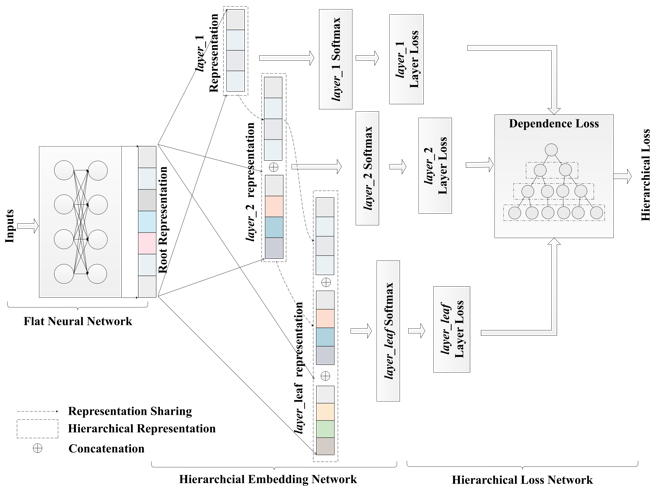 Inputs
Flat Neural Network
Root Representation
layer_1
Representation
layer_2 representation
layer_leaf representation
layer_1 Softmax
layer_2 Softmax
layer_leaf Softmax
layer_1
Layer Loss
layer_2
Layer Loss
layer_leaf
Layer Loss
Dependence Loss
Hierarchical Loss
Representation Sharing
Hierarchical Representation
Concatenation
Hierarchcial Embedding Network
Hierarchical Loss Network